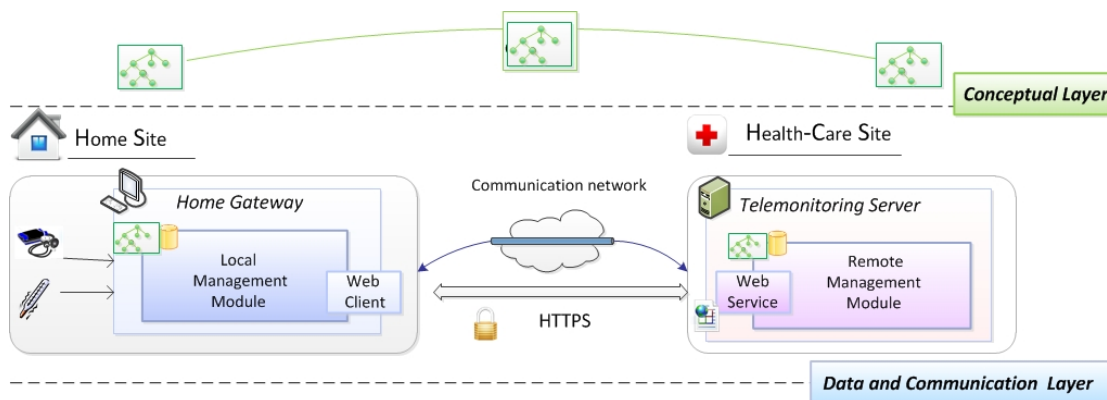 Conceptual Layer
Home Site
Health-Care Site
Home Gateway
Communication network
Telemonitoring Server
Local
Management
Module
Web
Client
HTTPS
Web
Service
Remote
Management
Module
Data and Communication Layer